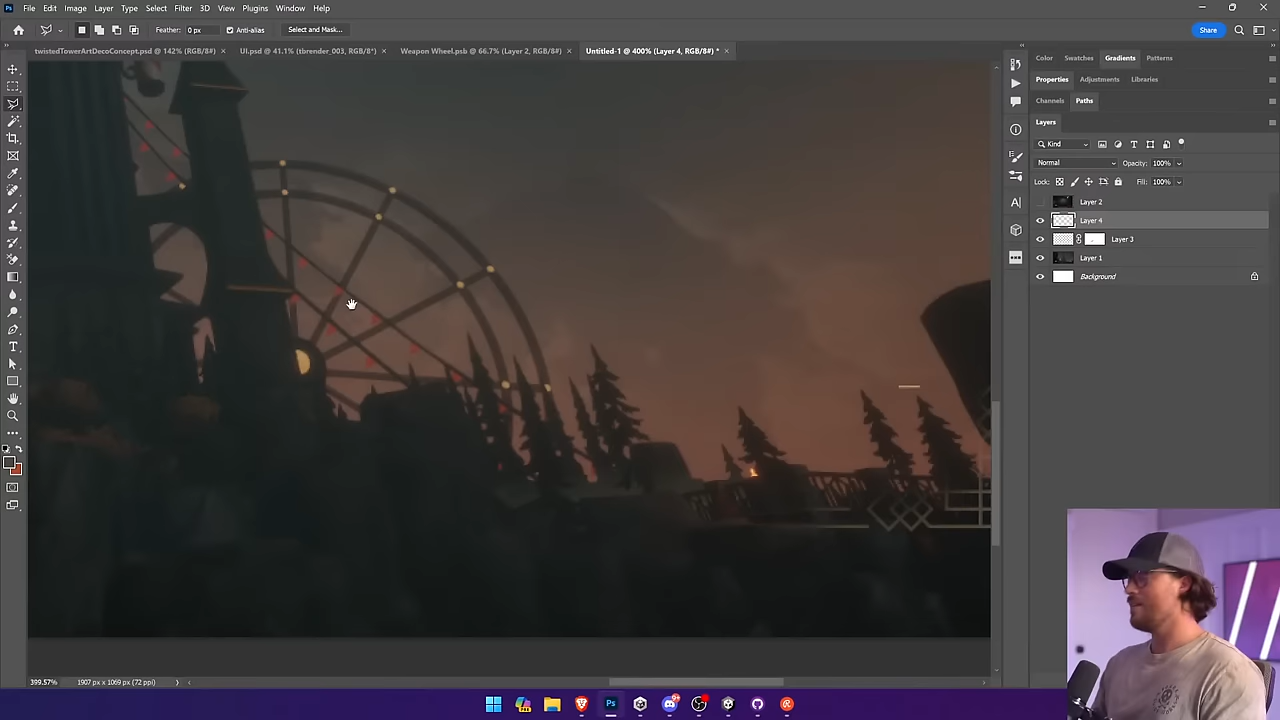 File Edit Image Layer Type Select Filter 3D View Plugins Window Help
Feather: 0 px Anti-alias Select and Mask... Share
twistedTowerArtDecoConcept.psd @ 142% (RGB/8#) × UI.psd @ 41.1% (tbrender_003, RGB/8*) × Weapon Wheel.psb @ 66.7% (Layer 2, RGB/8#) × Untitled-1 @ 400% (Layer 4, RGB/8#) * ×
Color Swatches Gradients Patterns
Properties Adjustments Libraries
Channels Paths
Layers
Kind
Normal Opacity: 100%
Lock: Fill: 100%
Layer 2
Layer 4
Layer 3
Layer 1
Background
399.57% 1907 px x 1069 px (72 ppi)